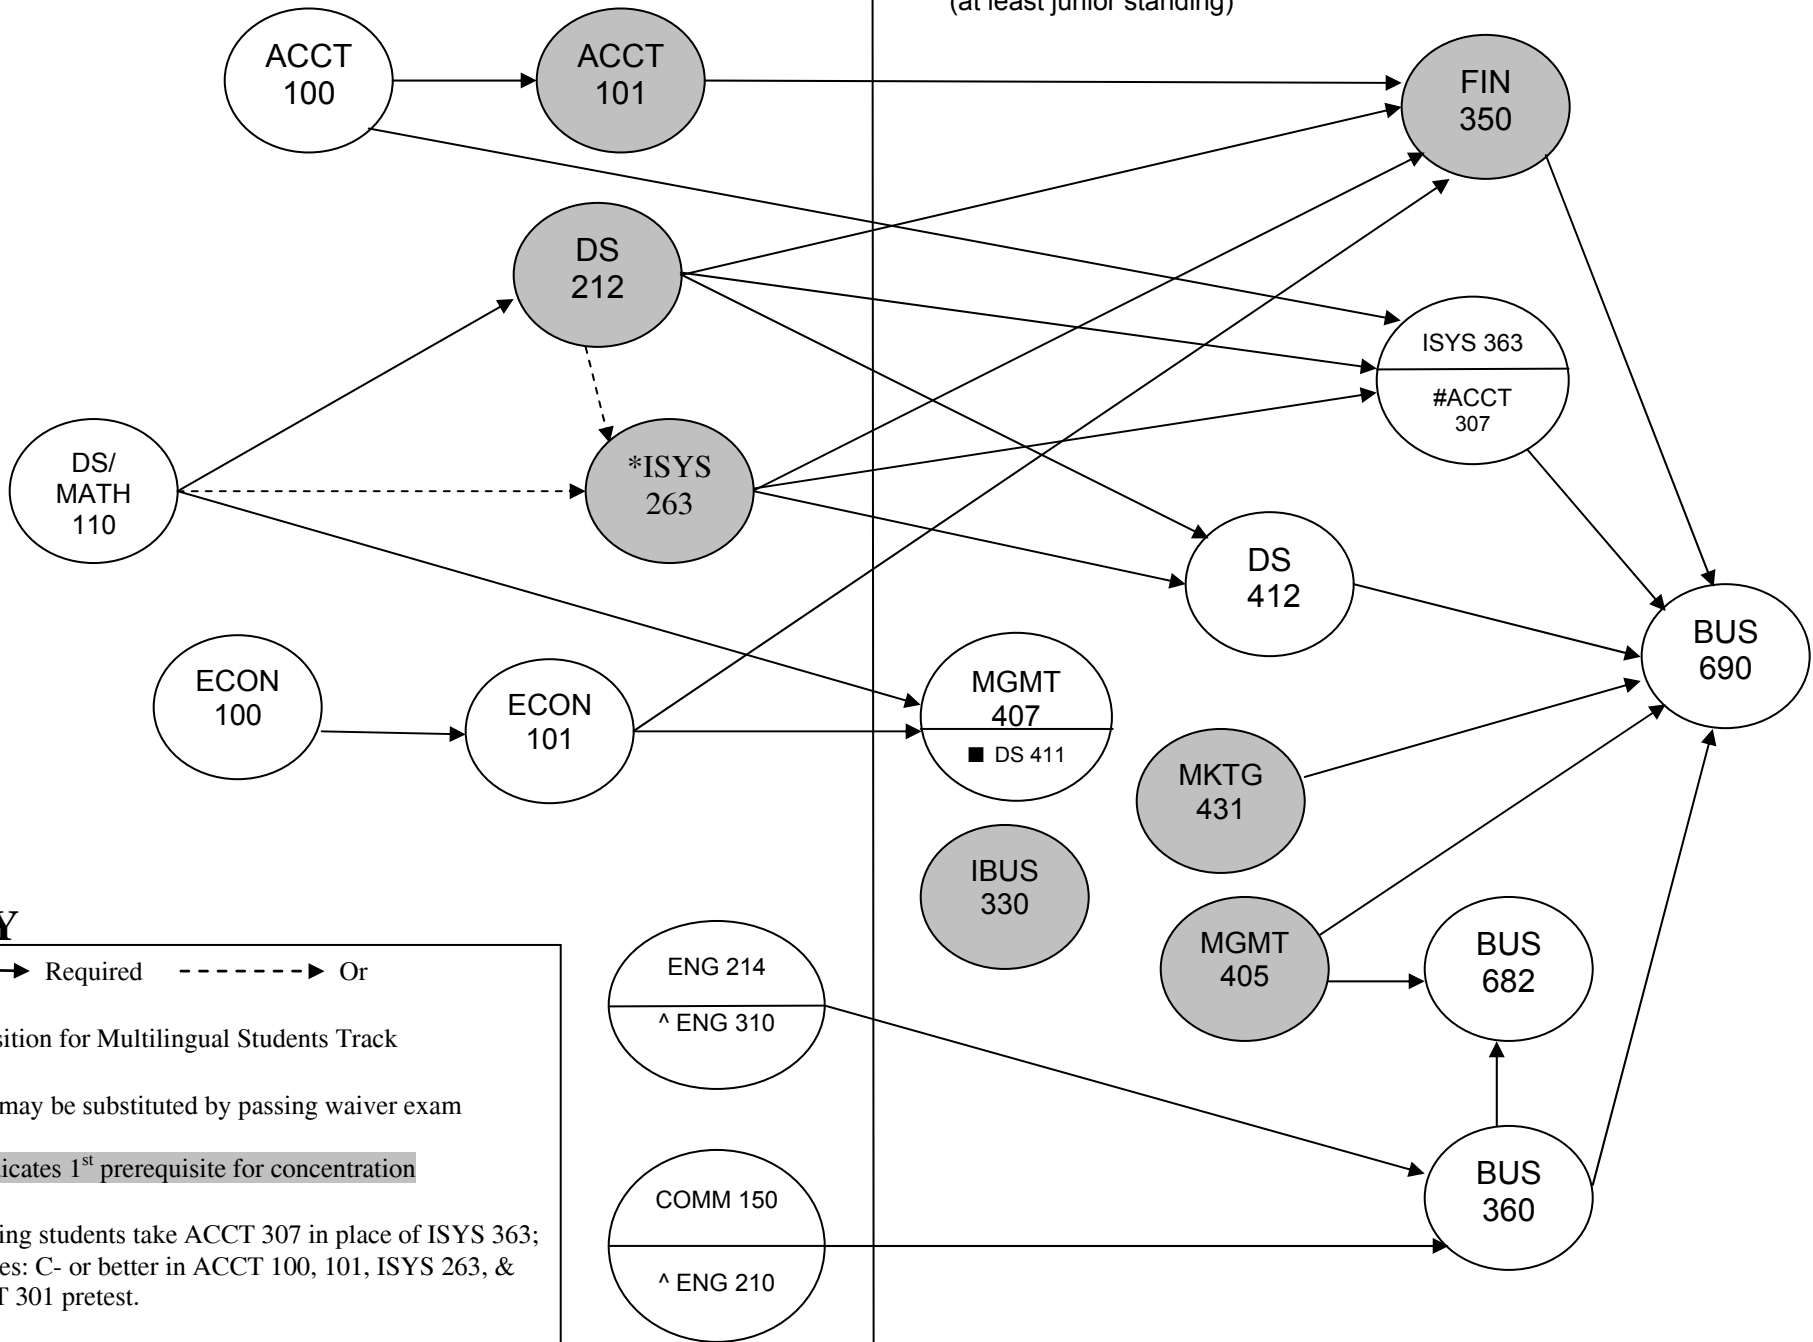 (at least junior standing)
ACCT
100
ACCT
101
FIN
350
DS
212
ISYS 363
#ACCT
307
DS/
MATH
110
*ISYS
263
DS
412
BUS
690
ECON
100
ECON
101
MGMT
407
■ DS 411
MKTG
431
IBUS
330
MGMT
405
BUS
682
ENG 214
^ ENG 310
COMM 150
^ ENG 210
BUS
360
Y
Required Or
sition for Multilingual Students Track
may be substituted by passing waiver exam
licates 1st prerequisite for concentration
ing students take ACCT 307 in place of ISYS 363;
es: C- or better in ACCT 100, 101, ISYS 263, &
T 301 pretest.